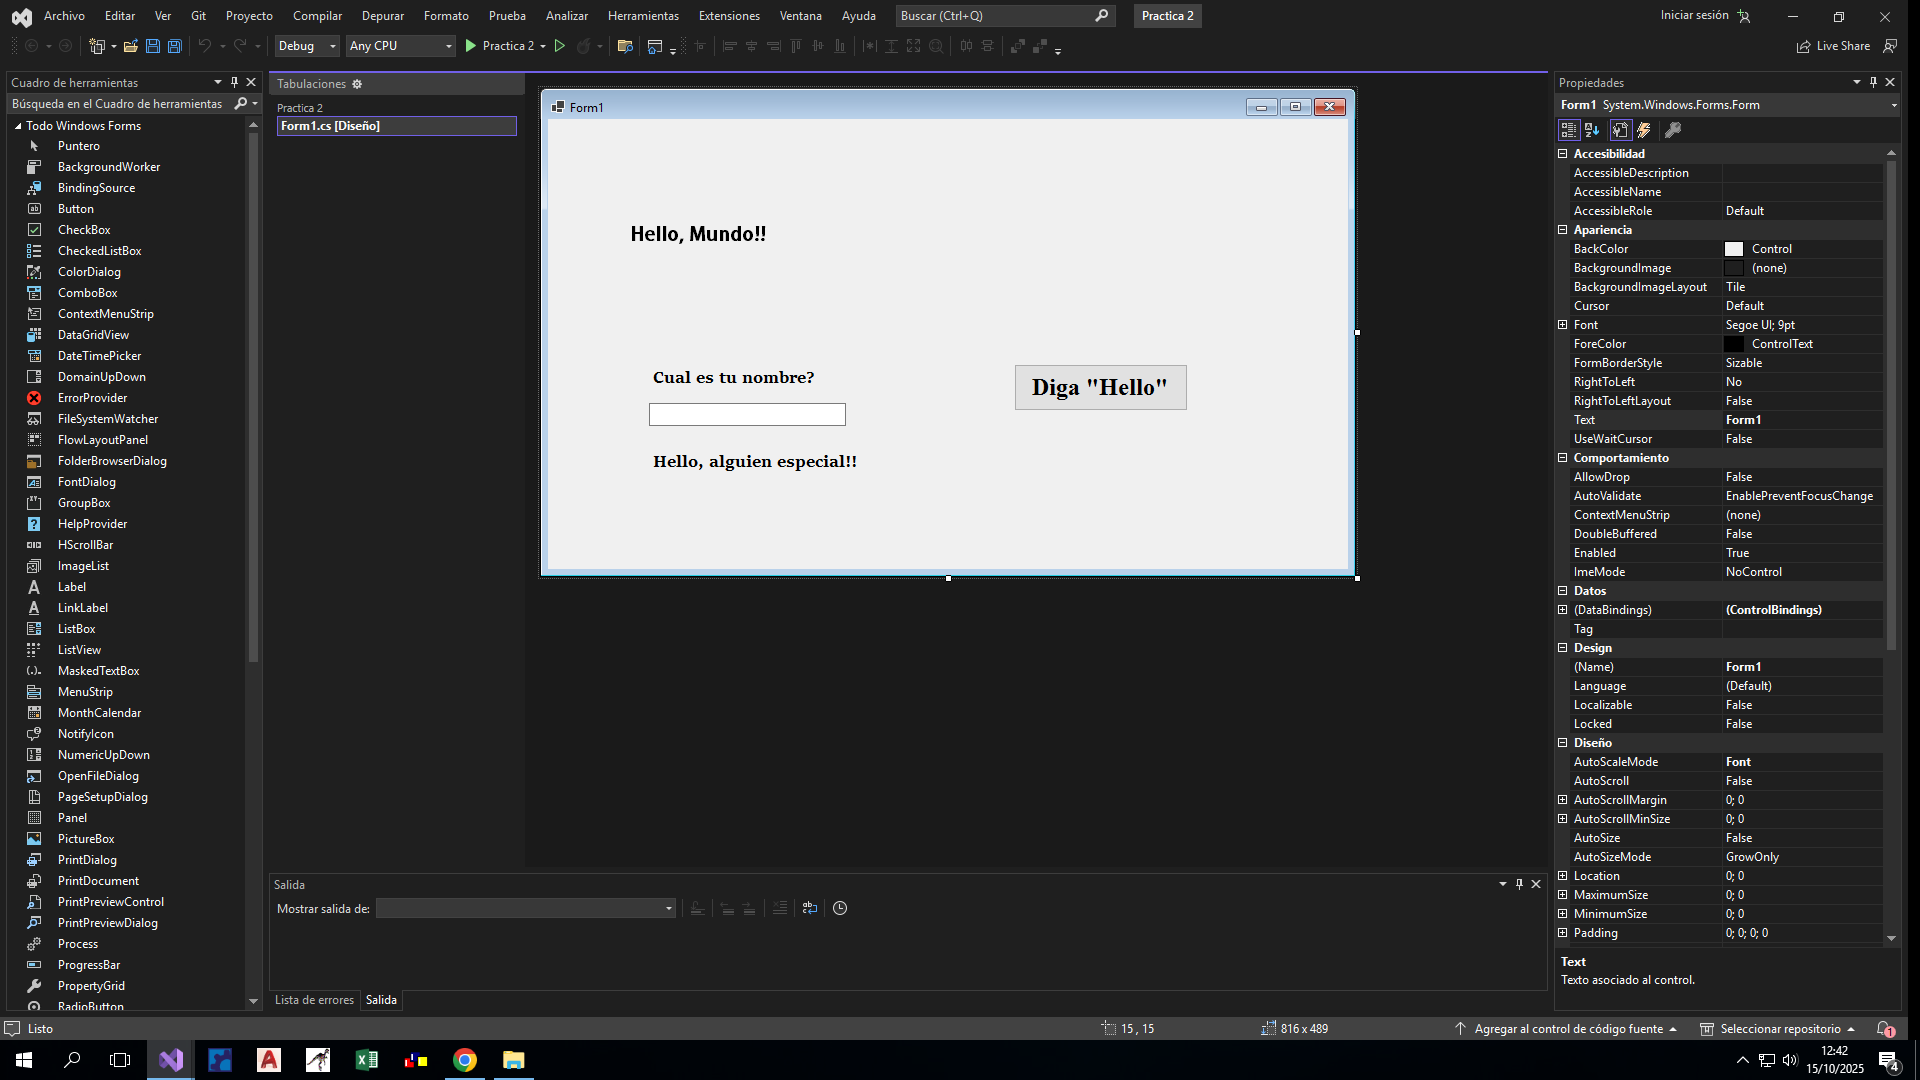 Archivo Editar Ver Git Proyecto Compilar Depurar Formato Prueba Analizar Herramientas Extensiones Ventana Ayuda Buscar (Ctrl+Q) Practica 2 Iniciar sesión
Debug Any CPU Practica 2 Live Share
Cuadro de herramientas
Búsqueda en el Cuadro de herramientas
Todo Windows Forms
Puntero
BackgroundWorker
BindingSource
Button
CheckBox
CheckedListBox
ColorDialog
ComboBox
ContextMenuStrip
DataGridView
DateTimePicker
DomainUpDown
ErrorProvider
FileSystemWatcher
FlowLayoutPanel
FolderBrowserDialog
FontDialog
GroupBox
HelpProvider
HScrollBar
ImageList
Label
LinkLabel
ListBox
ListView
MaskedTextBox
MenuStrip
MonthCalendar
NotifyIcon
NumericUpDown
OpenFileDialog
PageSetupDialog
Panel
PictureBox
PrintDialog
PrintDocument
PrintPreviewControl
PrintPreviewDialog
Process
ProgressBar
PropertyGrid
RadioButton
Tabulaciones
Practica 2
Form1.cs [Diseño]
Form1
Hello, Mundo!!
Cual es tu nombre?
Diga "Hello"
Hello, alguien especial!!
Salida
Mostrar salida de:
Lista de errores Salida
Propiedades
Form1 System.Windows.Forms.Form
Accesibilidad
AccessibleDescription
AccessibleName
AccessibleRole Default
Apariencia
BackColor Control
BackgroundImage (none)
BackgroundImageLayout Tile
Cursor Default
Font Segoe UI; 9pt
ForeColor ControlText
FormBorderStyle Sizable
RightToLeft No
RightToLeftLayout False
Text Form1
UseWaitCursor False
Comportamiento
AllowDrop False
AutoValidate EnablePreventFocusChange
ContextMenuStrip (none)
DoubleBuffered False
Enabled True
ImeMode NoControl
Datos
(DataBindings) (ControlBindings)
Tag
Design
(Name) Form1
Language (Default)
Localizable False
Locked False
Diseño
AutoScaleMode Font
AutoScroll False
AutoScrollMargin 0; 0
AutoScrollMinSize 0; 0
AutoSize False
AutoSizeMode GrowOnly
Location 0; 0
MaximumSize 0; 0
MinimumSize 0; 0
Padding 0; 0; 0; 0
Text
Texto asociado al control.
Listo 15 , 15 816 x 489 Agregar al control de código fuente Seleccionar repositorio 1
12:42
15/10/2025
4